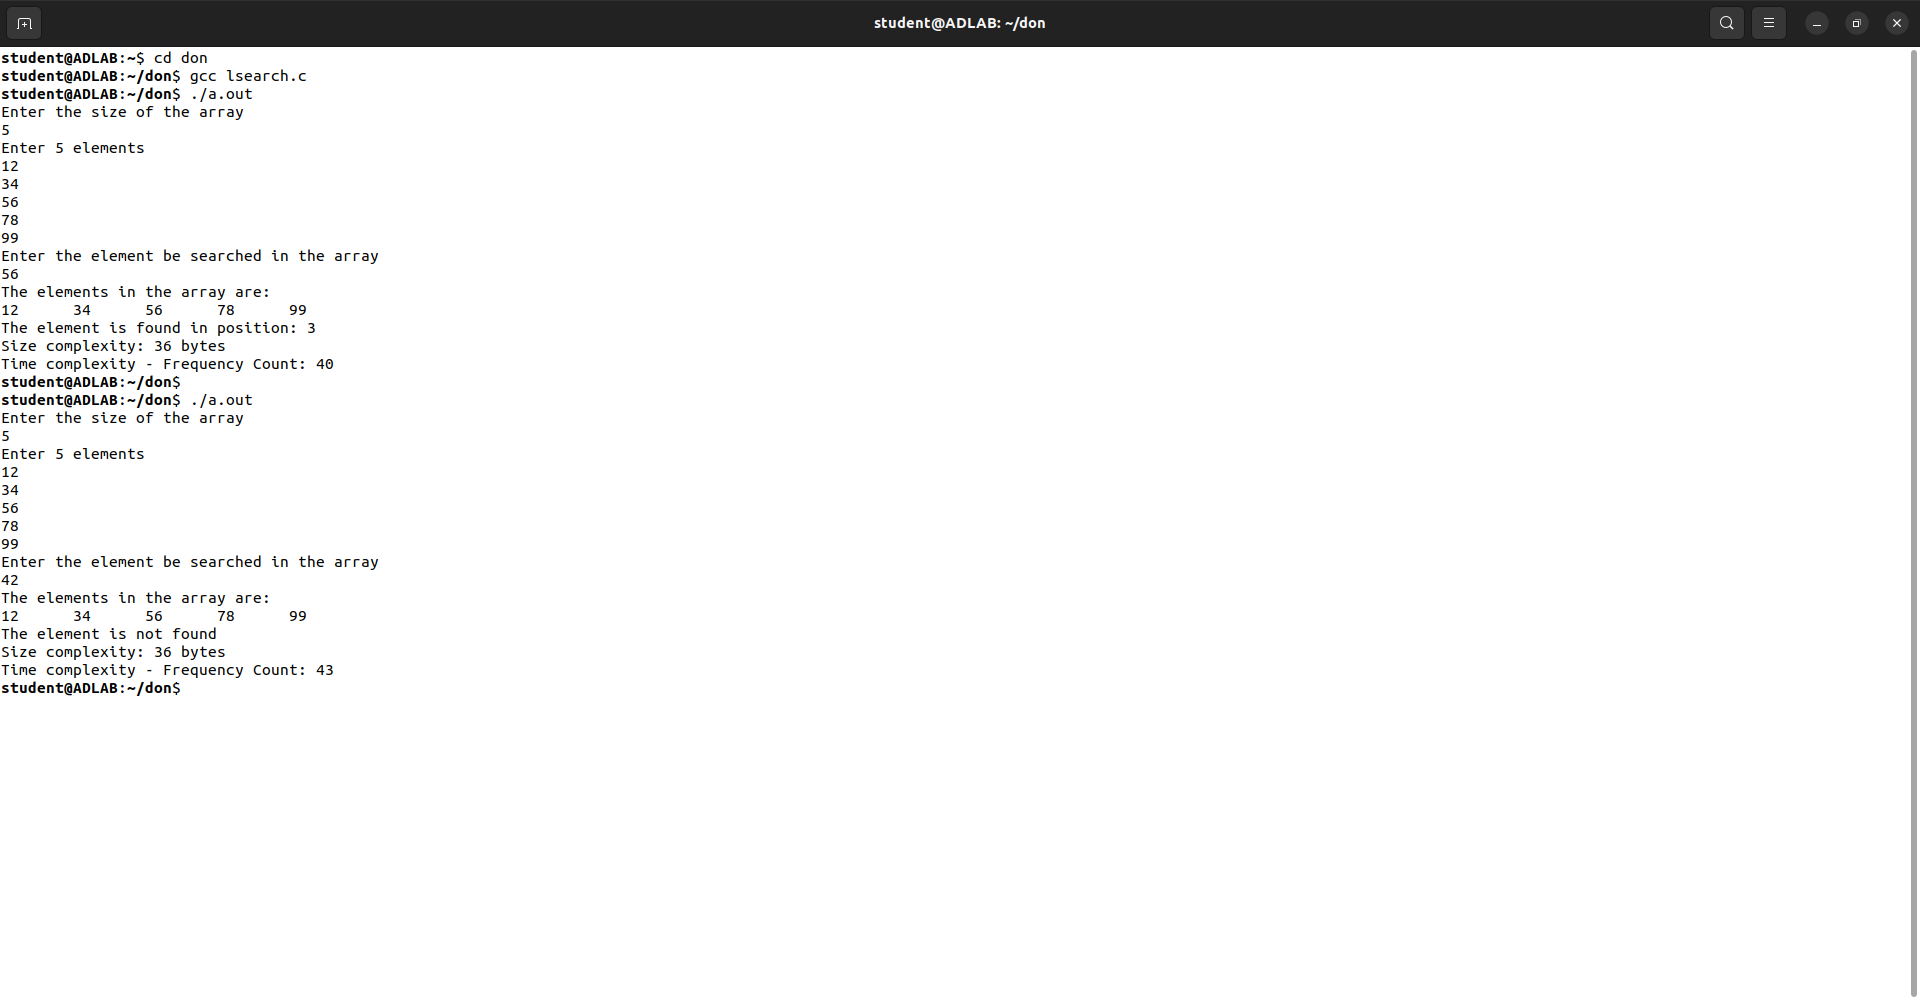 student@ADLAB: ~/don
student@ADLAB:~$ cd don
student@ADLAB:~/don$ gcc lsearch.c
student@ADLAB:~/don$ ./a.out
Enter the size of the array
5
Enter 5 elements
12
34
56
78
99
Enter the element be searched in the array
56
The elements in the array are:
12      34      56      78      99
The element is found in position: 3
Size complexity: 36 bytes
Time complexity - Frequency Count: 40
student@ADLAB:~/don$
student@ADLAB:~/don$ ./a.out
Enter the size of the array
5
Enter 5 elements
12
34
56
78
99
Enter the element be searched in the array
42
The elements in the array are:
12      34      56      78      99
The element is not found
Size complexity: 36 bytes
Time complexity - Frequency Count: 43
student@ADLAB:~/don$